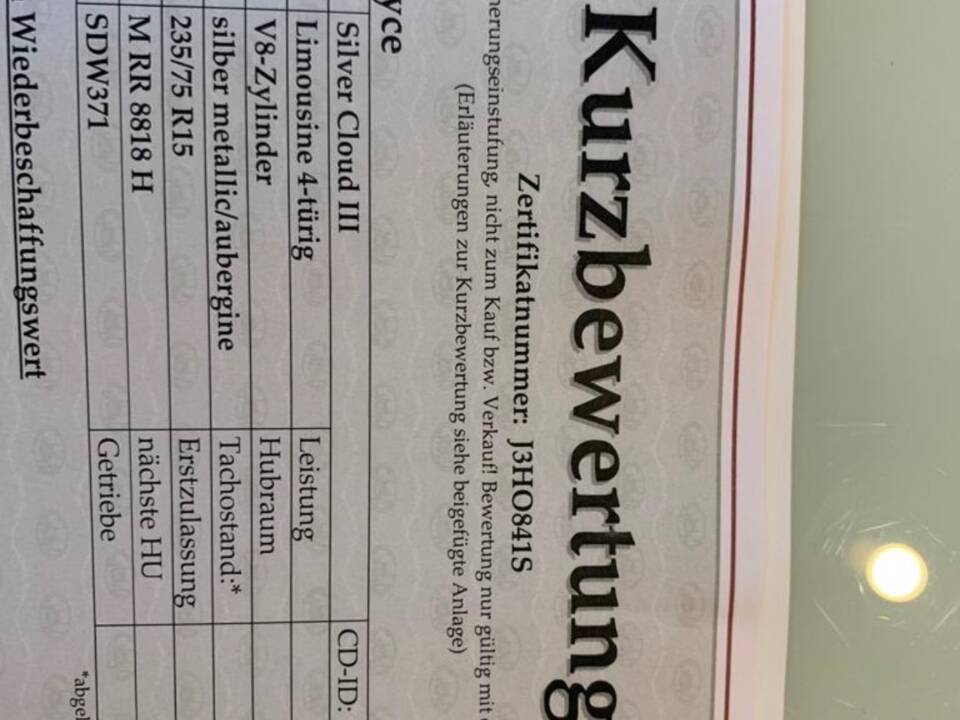 Kurzbewertung
Zertifikatnummer: J3HO841S
nicht zum Kauf bzw. Verkauf! Bewertung nur gültig mit
(Erläuterungen zur Kurzbewertung siehe beigefügte Anlage)
yce
Silver Cloud III CD-ID:
Limousine 4-türig Leistung
V8-Zylinder Hubraum
silber metallic/aubergine Tachostand:*
235/75 R15 Erstzulassung
M RR 8818 H nächste HU
SDW371 Getriebe
*abgel
Wiederbeschaffungswert